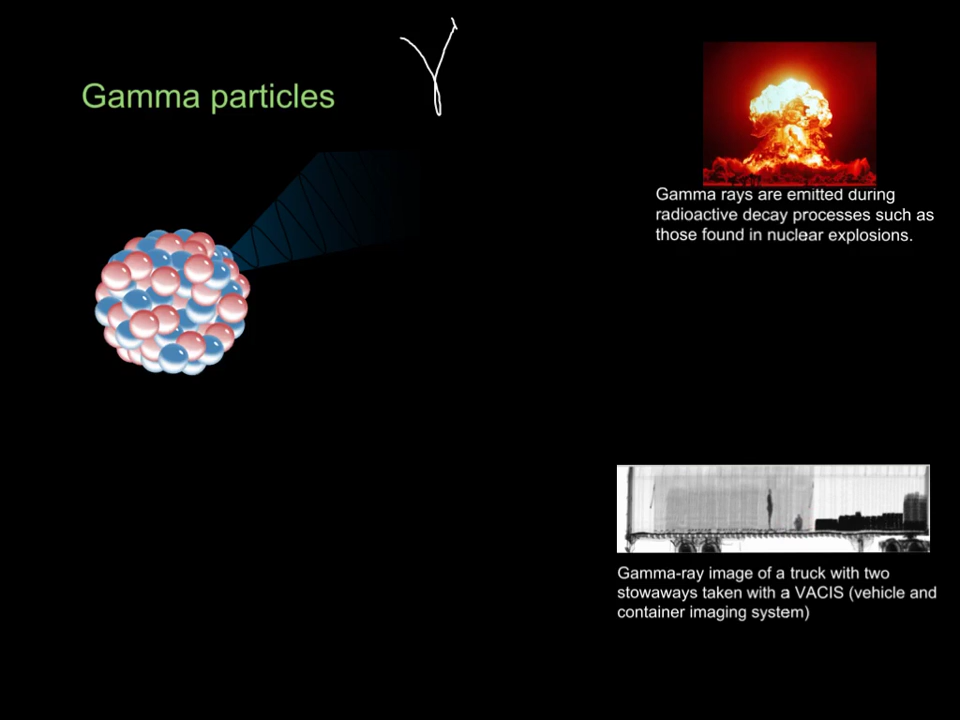 Gamma particles
γ
Gamma rays are emitted during
radioactive decay processes such as
those found in nuclear explosions.
Gamma-ray image of a truck with two
stowaways taken with a VACIS (vehicle and
container imaging system)